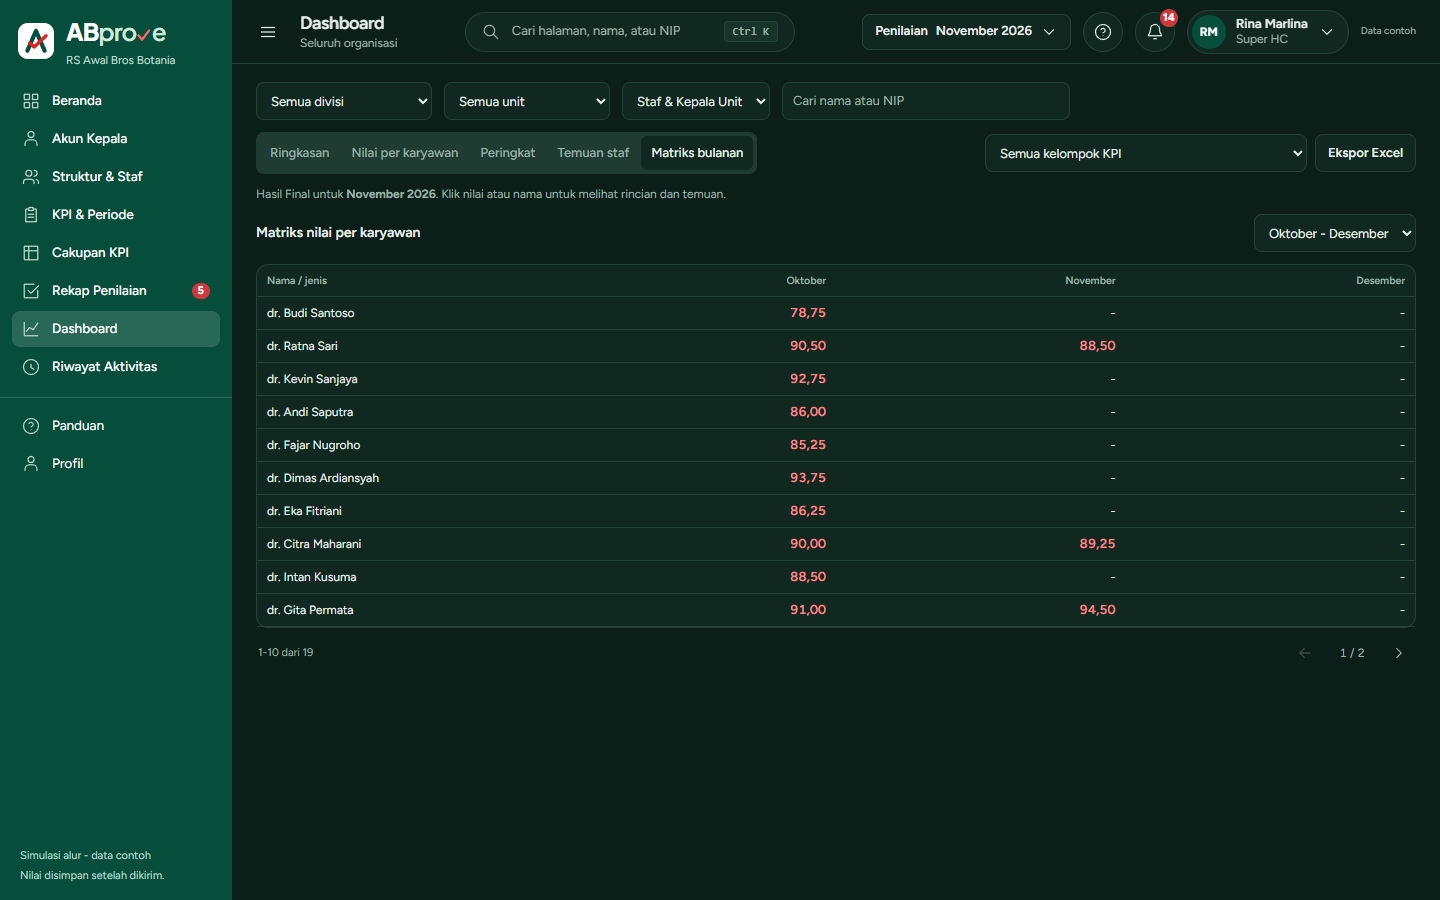 ABprove
RS Awal Bros Botania
Beranda
Akun Kepala
Struktur & Staf
KPI & Periode
Cakupan KPI
Rekap Penilaian 5
Dashboard
Riwayat Aktivitas
Panduan
Profil
Simulasi alur - data contoh
Nilai disimpan setelah dikirim.
Dashboard
Seluruh organisasi
Cari halaman, nama, atau NIP Ctrl K
Penilaian November 2026
14
RM
Rina Marlina
Super HC
Data contoh
Semua divisi Semua unit Staf & Kepala Unit Cari nama atau NIP
Ringkasan Nilai per karyawan Peringkat Temuan staf Matriks bulanan Semua kelompok KPI Ekspor Excel
Hasil Final untuk November 2026. Klik nilai atau nama untuk melihat rincian dan temuan.
Matriks nilai per karyawan Oktober - Desember
Nama / jenis Oktober November Desember
dr. Budi Santoso 78,75 - -
dr. Ratna Sari 90,50 88,50 -
dr. Kevin Sanjaya 92,75 - -
dr. Andi Saputra 86,00 - -
dr. Fajar Nugroho 85,25 - -
dr. Dimas Ardiansyah 93,75 - -
dr. Eka Fitriani 86,25 - -
dr. Citra Maharani 90,00 89,25 -
dr. Intan Kusuma 88,50 - -
dr. Gita Permata 91,00 94,50 -
1-10 dari 19 1 / 2